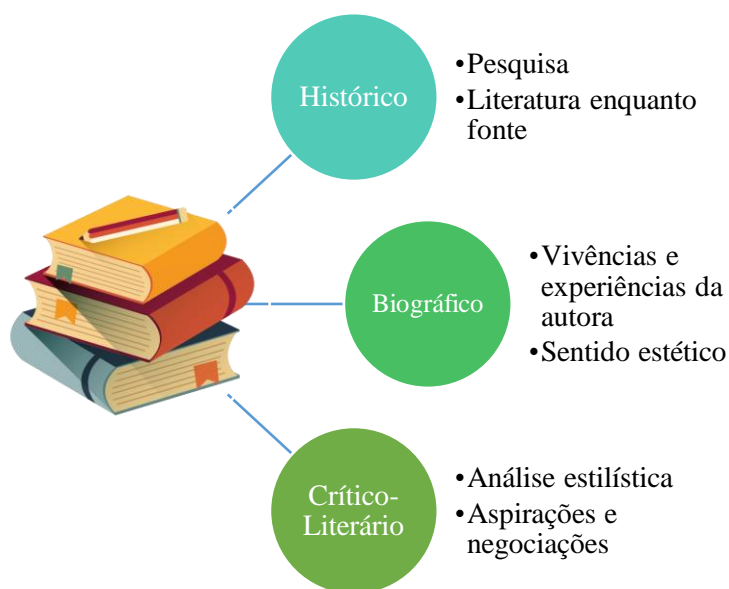 Histórico
•Pesquisa
•Literatura enquanto
fonte
Biográfico
•Vivências e
experiências da
autora
•Sentido estético
Crítico-
Literário
•Análise estilística
•Aspirações e
negociações